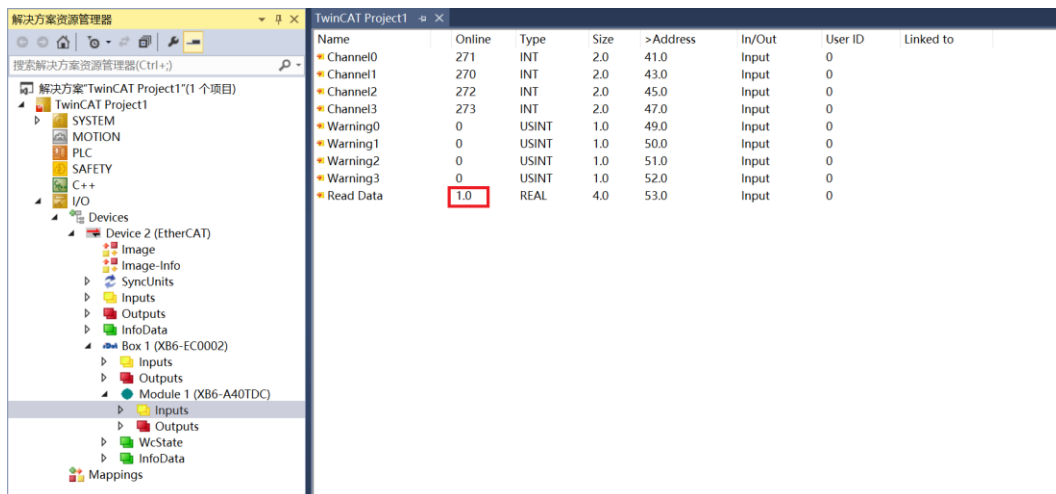 解决方案资源管理器
搜索解决方案资源管理器(Ctrl+;)
解决方案"TwinCAT Project1"(1 个项目)
TwinCAT Project1
SYSTEM
MOTION
PLC
SAFETY
C++
I/O
Devices
Device 2 (EtherCAT)
Image
Image-Info
SyncUnits
Inputs
Outputs
InfoData
Box 1 (XB6-EC0002)
Inputs
Outputs
Module 1 (XB6-A40TDC)
Inputs
Outputs
WcState
InfoData
Mappings
TwinCAT Project1
Name Online Type Size >Address In/Out User ID Linked to
Channel0 271 INT 2.0 41.0 Input 0
Channel1 270 INT 2.0 43.0 Input 0
Channel2 272 INT 2.0 45.0 Input 0
Channel3 273 INT 2.0 47.0 Input 0
Warning0 0 USINT 1.0 49.0 Input 0
Warning1 0 USINT 1.0 50.0 Input 0
Warning2 0 USINT 1.0 51.0 Input 0
Warning3 0 USINT 1.0 52.0 Input 0
Read Data 1.0 REAL 4.0 53.0 Input 0